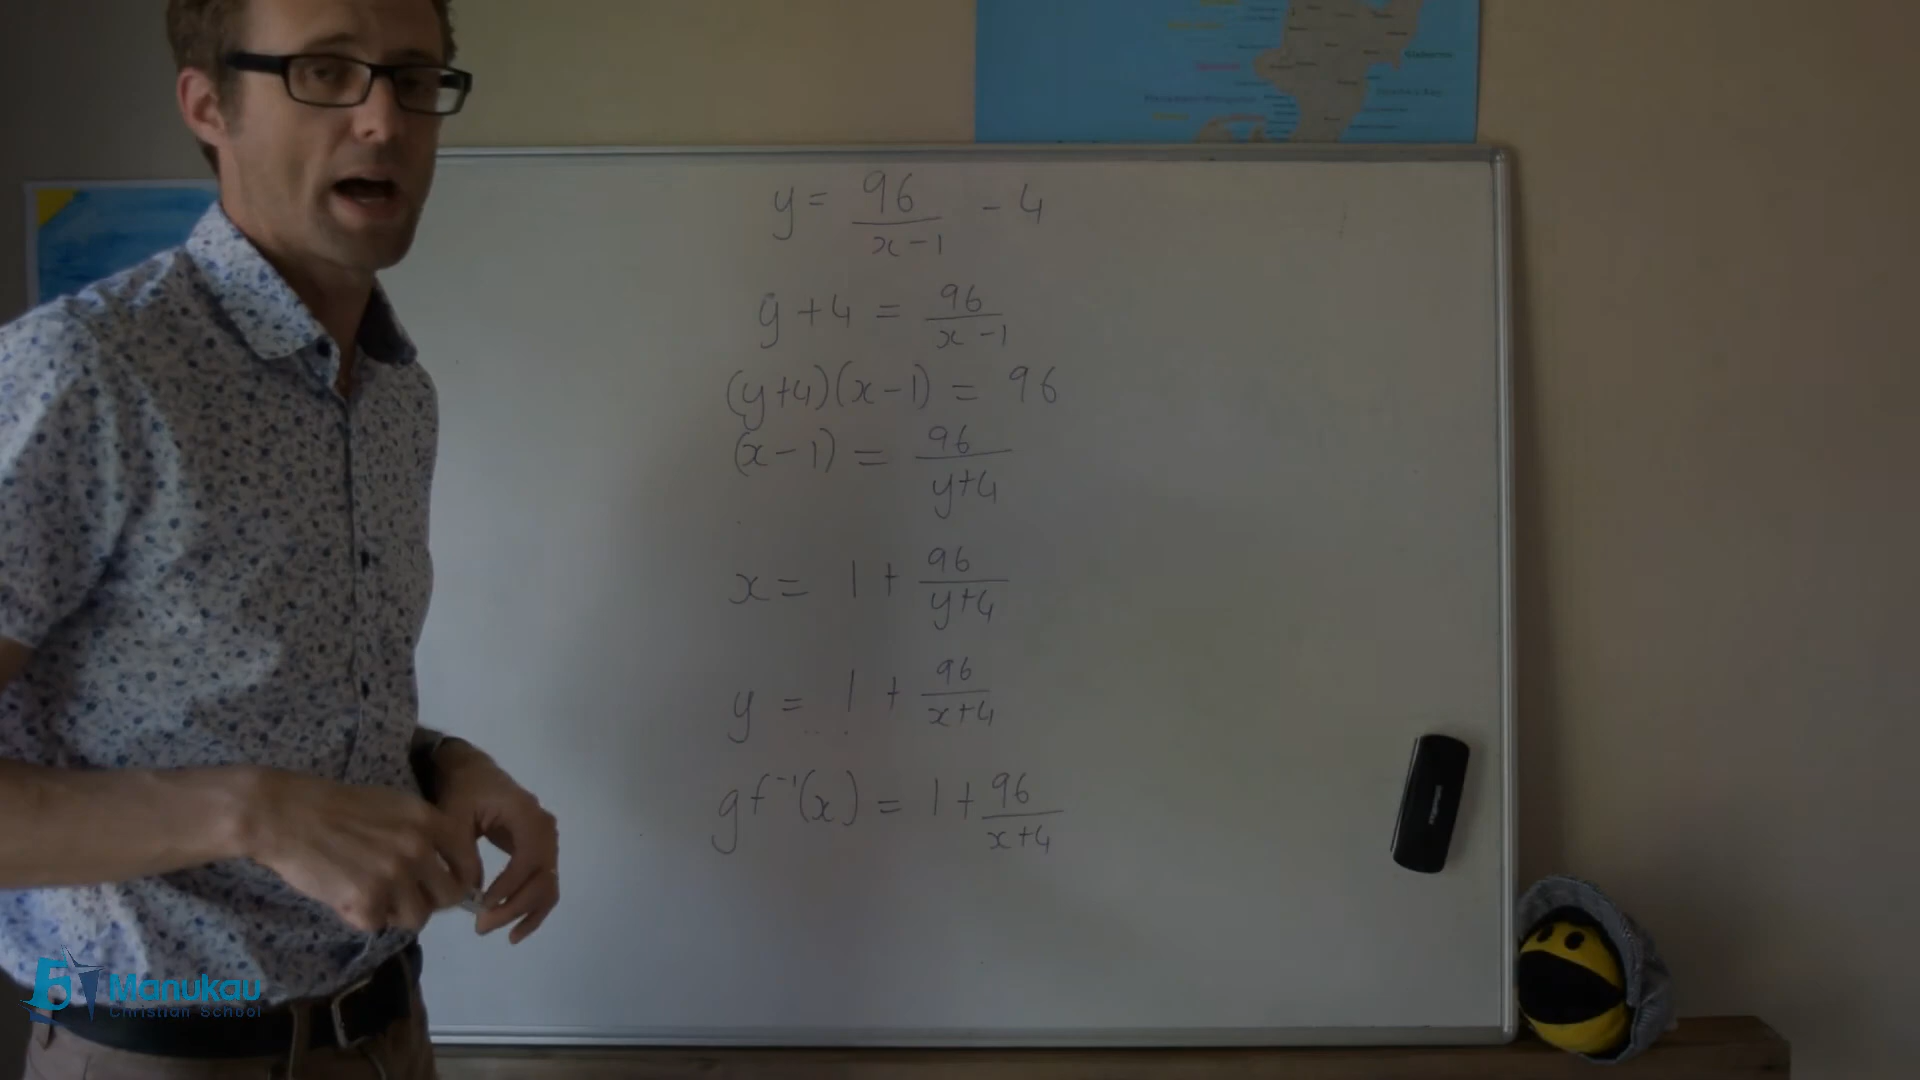 y = 96/(x-1) - 4
y+4 = 96/(x-1)
(y+4)(x-1) = 96
(x-1) = 96/(y+4)
x = 1 + 96/(y+4)
y = 1 + 96/(x+4)
gf⁻¹(x) = 1 + 96/(x+4)
Manukau
Christian School